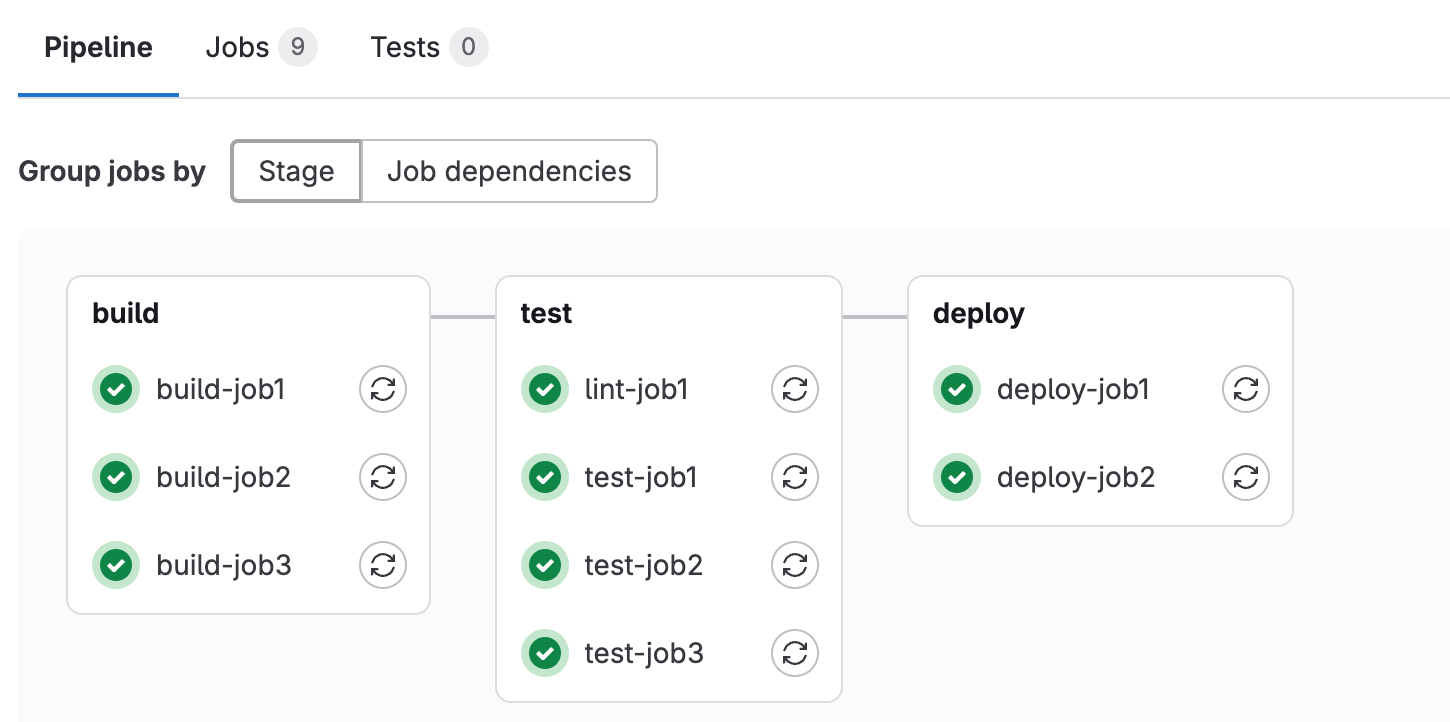 Pipeline Jobs 9 Tests 0
Group jobs by Stage Job dependencies
build
build-job1
build-job2
build-job3
test
lint-job1
test-job1
test-job2
test-job3
deploy
deploy-job1
deploy-job2